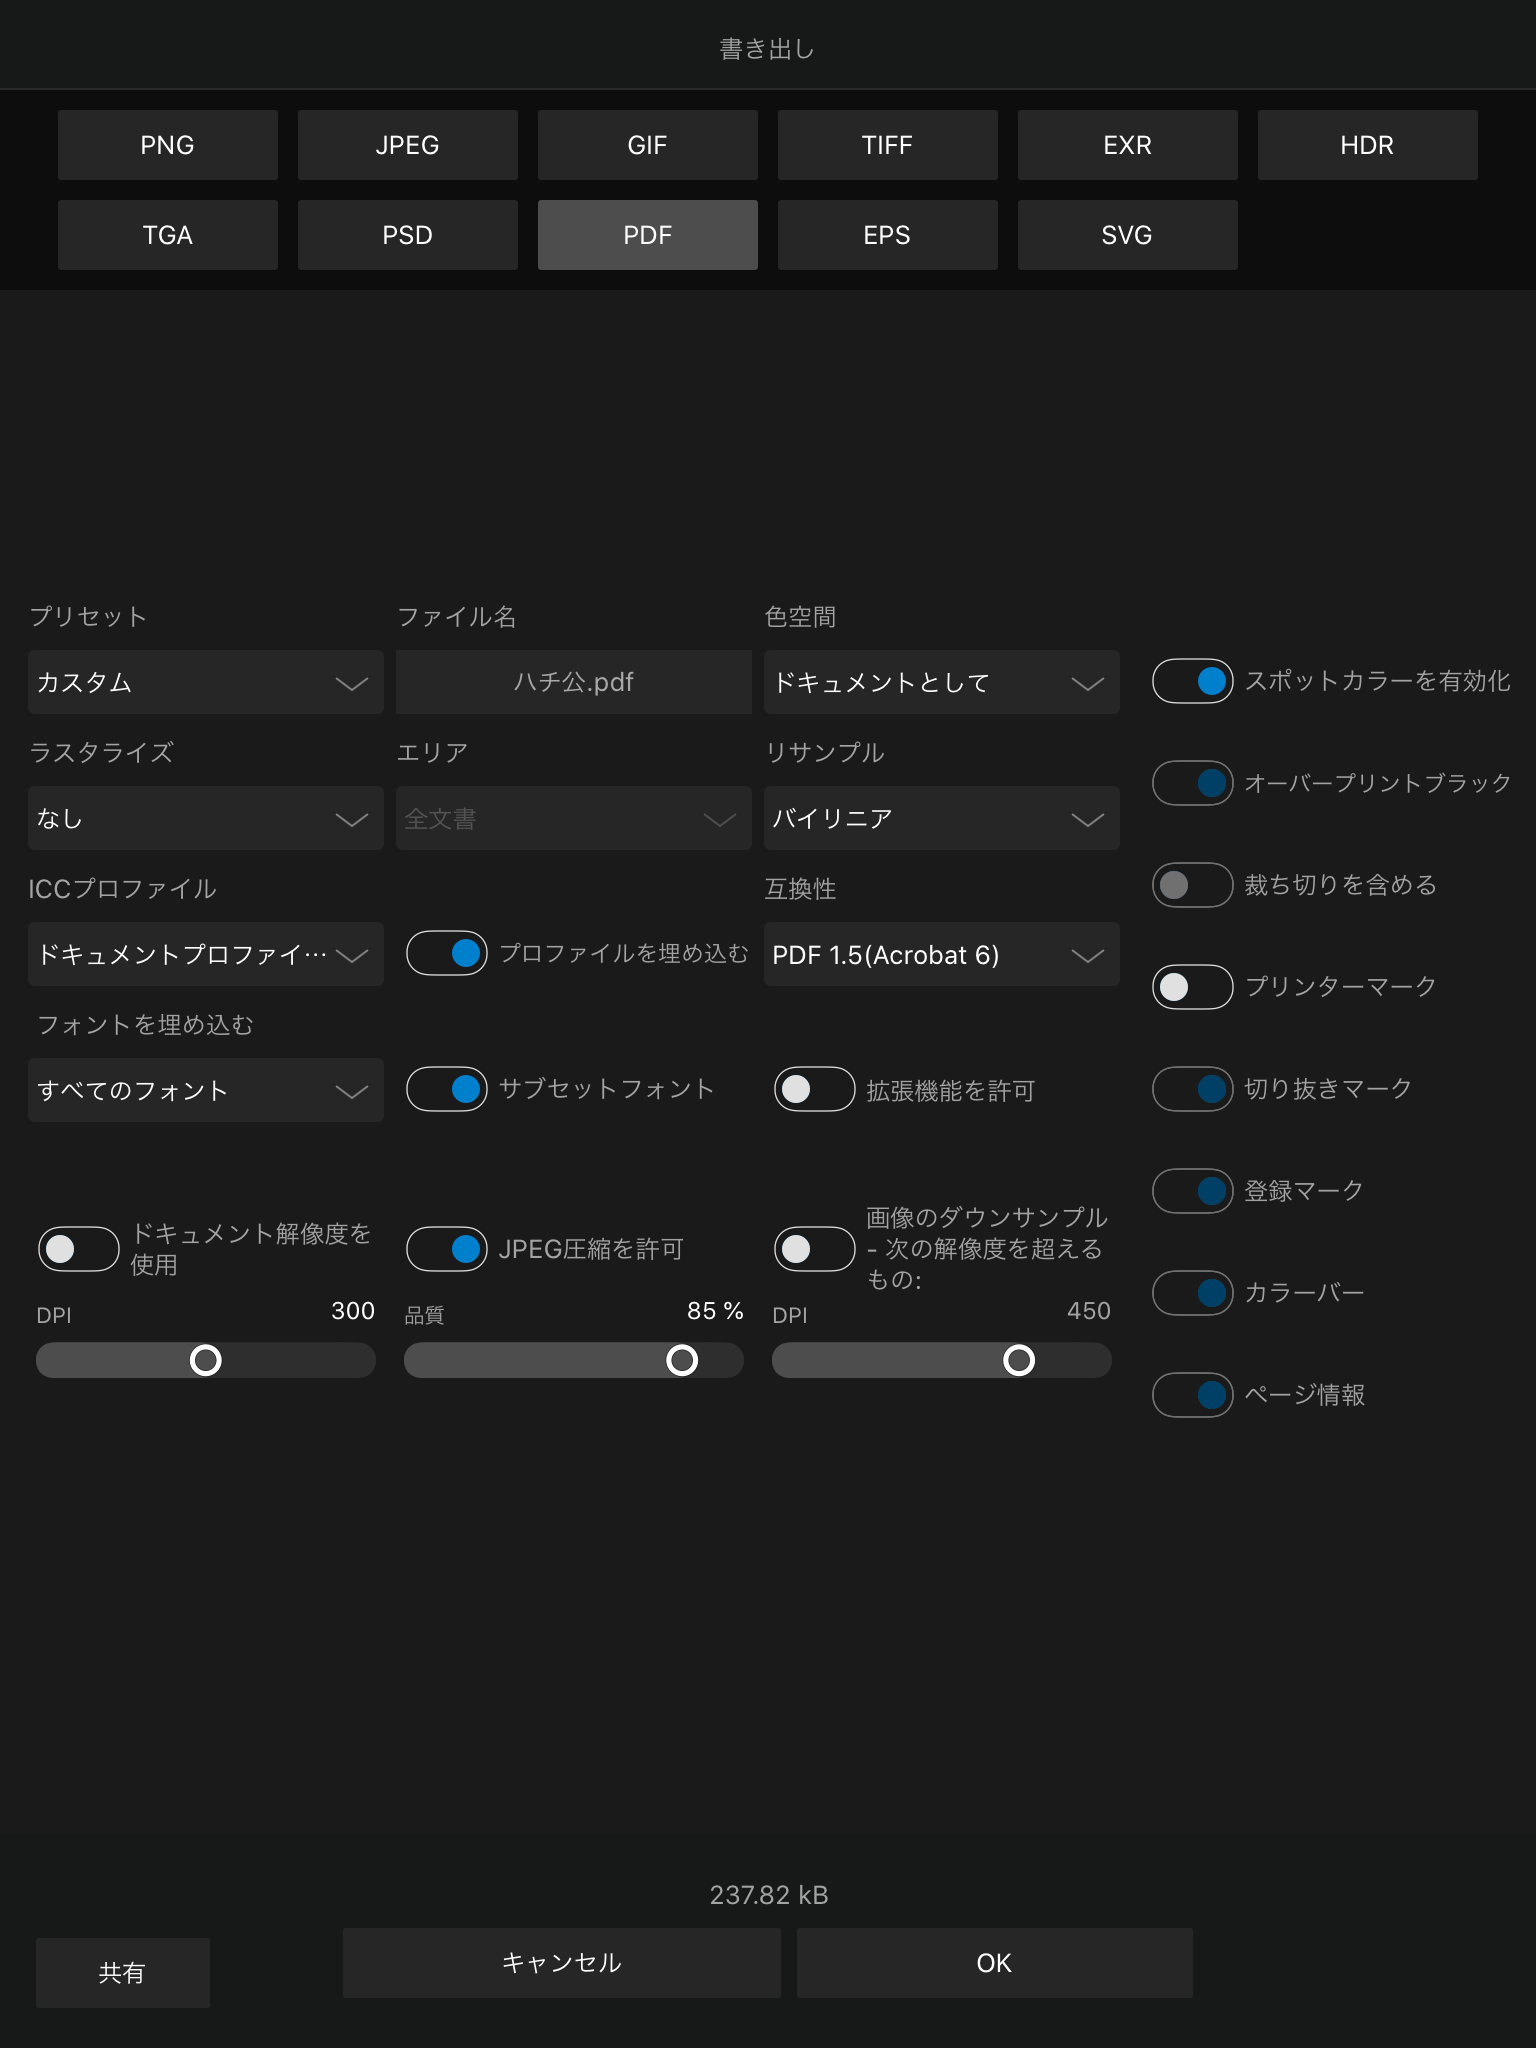 書き出し
PNG
JPEG
GIF
TIFF
EXR
HDR
TGA
PSD
PDF
EPS
SVG
プリセット
ファイル名
色空間
カスタム
ハチ公.pdf
ドキュメントとして
スポットカラーを有効化
ラスタライズ
エリア
リサンプル
オーバープリントブラック
なし
全文書
バイリニア
ICCプロファイル
互換性
裁ち切りを含める
ドキュメントプロファイ…
プロファイルを埋め込む
PDF 1.5(Acrobat 6)
プリンターマーク
フォントを埋め込む
すべてのフォント
サブセットフォント
拡張機能を許可
切り抜きマーク
登録マーク
ドキュメント解像度を
使用
JPEG圧縮を許可
画像のダウンサンプル
- 次の解像度を超える
もの:
カラーバー
DPI
300
品質
85 %
DPI
450
ページ情報
237.82 kB
共有
キャンセル
OK